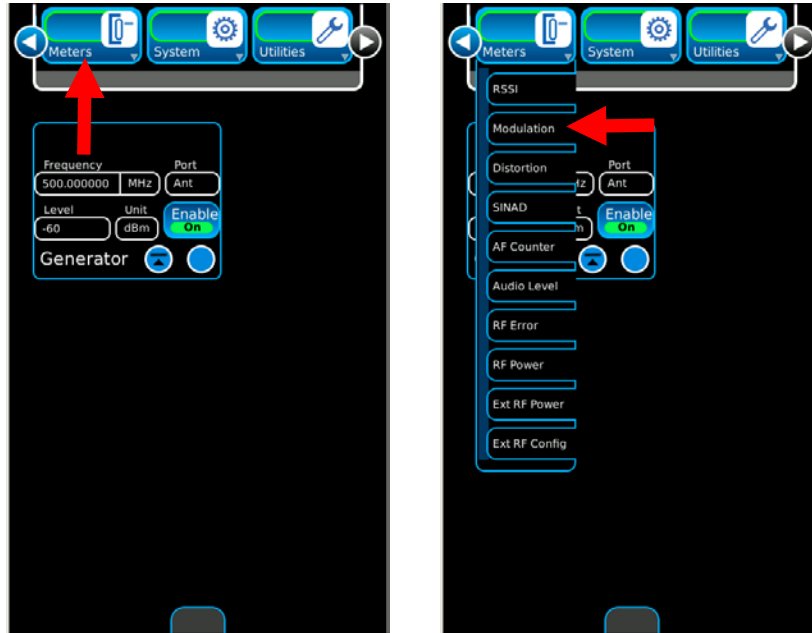 Meters System Utilities
Frequency Port
500.000000 MHz Ant
Level Unit Enable
-60 dBm On
Generator
Meters System Utilities
RSSI
Modulation
Distortion Port
Hz Ant
SINAD Enable
On
AF Counter
Audio Level
RF Error
RF Power
Ext RF Power
Ext RF Config